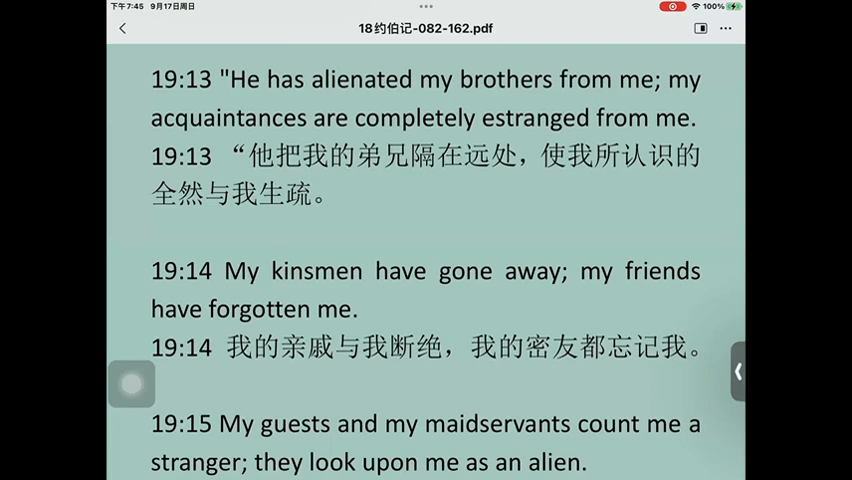 下午7:45 9月17日周日
100%
18约伯记-082-162.pdf
19:13 "He has alienated my brothers from me; my
acquaintances are completely estranged from me.
19:13 “他把我的弟兄隔在远处，使我所认识的
全然与我生疏。
19:14 My kinsmen have gone away; my friends
have forgotten me.
19:14 我的亲戚与我断绝，我的密友都忘记我。
19:15 My guests and my maidservants count me a
stranger; they look upon me as an alien.